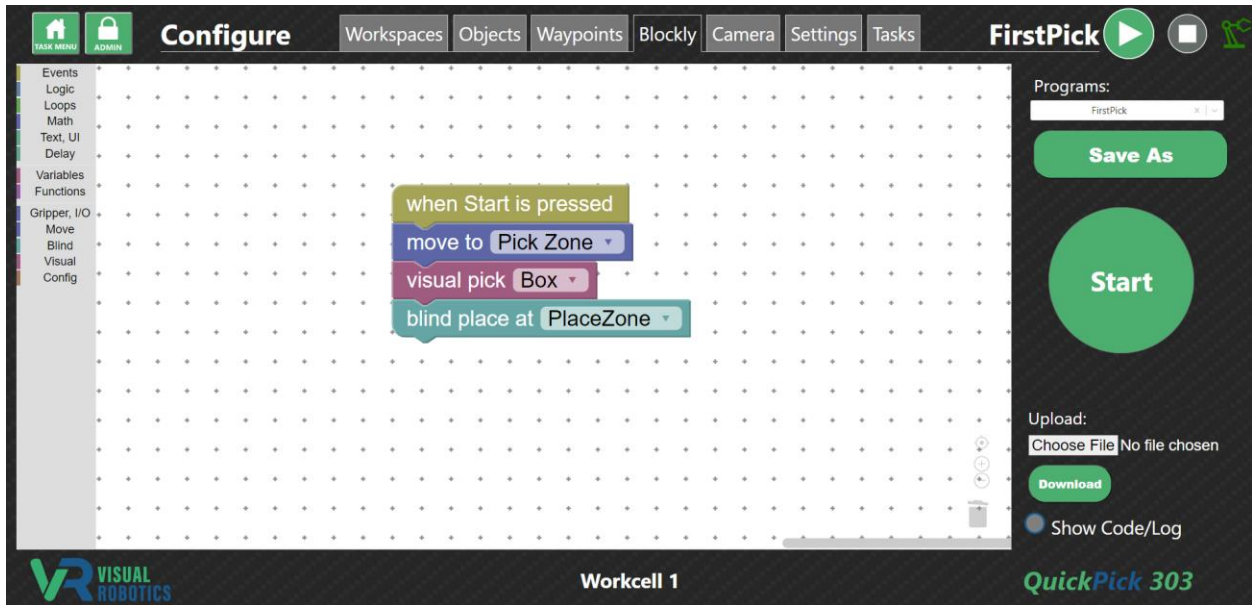 TASK MENU
ADMIN
Configure
Workspaces Objects Waypoints Blockly Camera Settings Tasks
FirstPick
Events
Logic
Loops
Math
Text, UI
Delay
Variables
Functions
Gripper, I/O
Move
Blind
Visual
Config
when Start is pressed
move to Pick Zone
visual pick Box
blind place at PlaceZone
Programs:
FirstPick
Save As
Start
Upload:
Choose File No file chosen
Download
Show Code/Log
VR VISUAL
ROBOTICS
Workcell 1
QuickPick 303